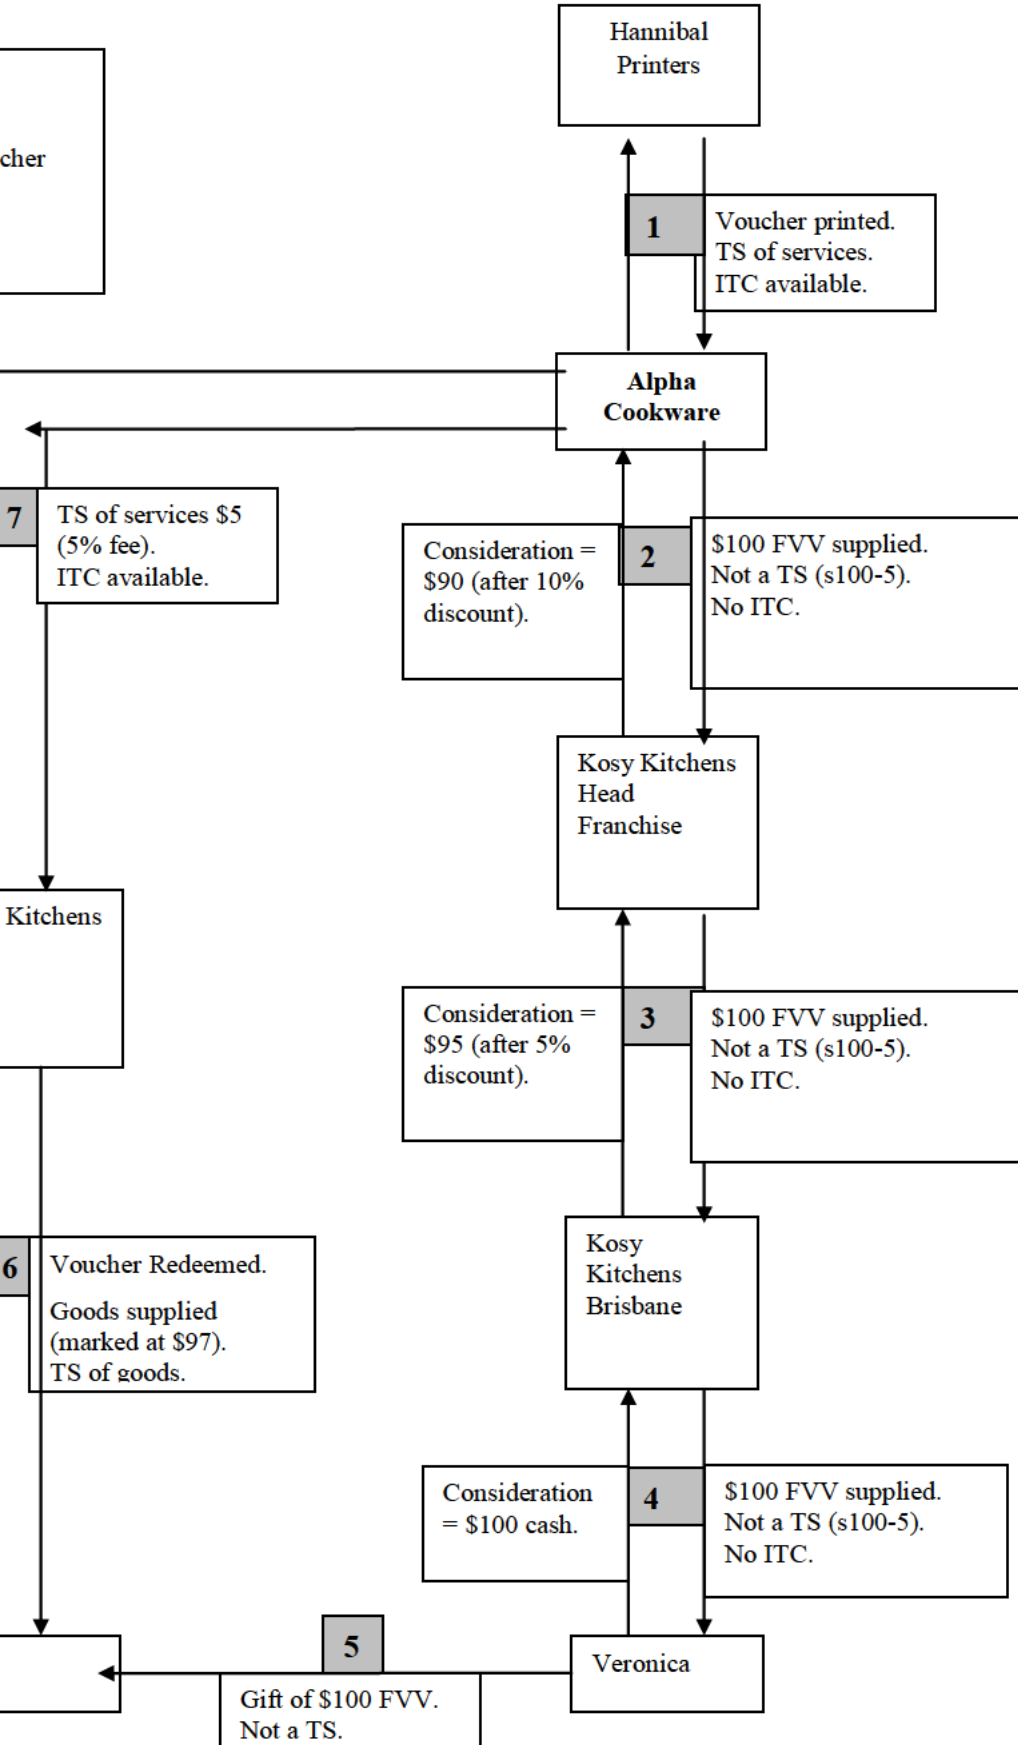 Hannibal
Printers
cher
1
Voucher printed.
TS of services.
ITC available.
Alpha
Cookware
7
TS of services $5
(5% fee).
ITC available.
Consideration =
$90 (after 10%
discount).
2
$100 FVV supplied.
Not a TS (s100-5).
No ITC.
Kosy Kitchens
Head
Franchise
Kitchens
Consideration =
$95 (after 5%
discount).
3
$100 FVV supplied.
Not a TS (s100-5).
No ITC.
Kosy
Kitchens
Brisbane
6
Voucher Redeemed.
Goods supplied
(marked at $97).
TS of goods.
Consideration
= $100 cash.
4
$100 FVV supplied.
Not a TS (s100-5).
No ITC.
5
Veronica
Gift of $100 FVV.
Not a TS.